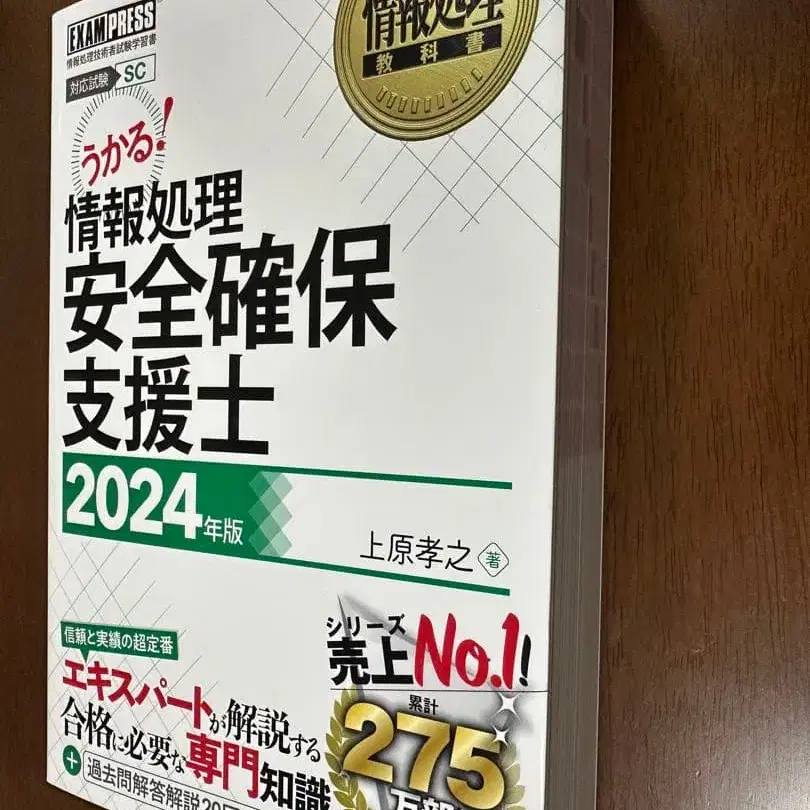 EXAMPRESS
情報処理技術者試験学習書
対応試験 SC
情報処理
教科書
うかる!
情報処理
安全確保
支援士
2024年版
上原孝之 著
信頼と実績の超定番
エキスパートが解説する
合格に必要な専門知識
+過去問解答解説20回
シリーズ
売上No.1!
累計
275
万部